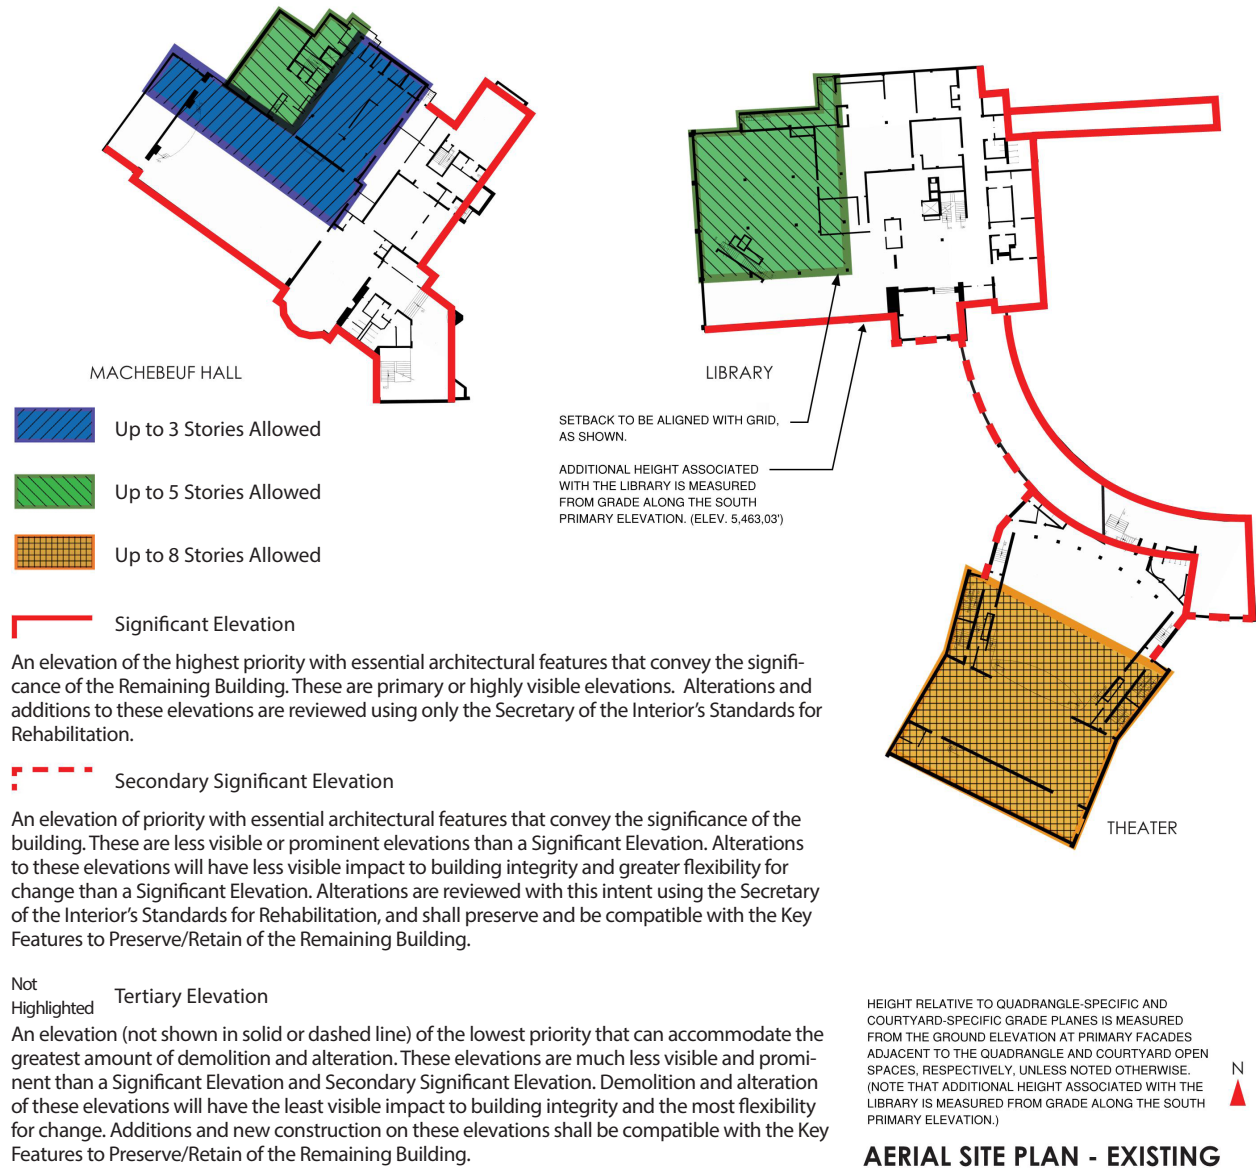 MACHEBEUF HALL
LIBRARY
SETBACK TO BE ALIGNED WITH GRID,
AS SHOWN.
ADDITIONAL HEIGHT ASSOCIATED
WITH THE LIBRARY IS MEASURED
FROM GRADE ALONG THE SOUTH
PRIMARY ELEVATION. (ELEV. 5,463,03')
Up to 3 Stories Allowed
Up to 5 Stories Allowed
Up to 8 Stories Allowed
Significant Elevation
An elevation of the highest priority with essential architectural features that convey the signifi-
cance of the Remaining Building. These are primary or highly visible elevations.  Alterations and
additions to these elevations are reviewed using only the Secretary of the Interior's Standards for
Rehabilitation.
Secondary Significant Elevation
An elevation of priority with essential architectural features that convey the significance of the
building. These are less visible or prominent elevations than a Significant Elevation. Alterations
to these elevations will have less visible impact to building integrity and greater flexibility for
change than a Significant Elevation. Alterations are reviewed with this intent using the Secretary
of the Interior's Standards for Rehabilitation, and shall preserve and be compatible with the Key
Features to Preserve/Retain of the Remaining Building.
Not
Highlighted
Tertiary Elevation
An elevation (not shown in solid or dashed line) of the lowest priority that can accommodate the
greatest amount of demolition and alteration. These elevations are much less visible and promi-
nent than a Significant Elevation and Secondary Significant Elevation. Demolition and alteration
of these elevations will have the least visible impact to building integrity and the most flexibility
for change. Additions and new construction on these elevations shall be compatible with the Key
Features to Preserve/Retain of the Remaining Building.
THEATER
HEIGHT RELATIVE TO QUADRANGLE-SPECIFIC AND
COURTYARD-SPECIFIC GRADE PLANES IS MEASURED
FROM THE GROUND ELEVATION AT PRIMARY FACADES
ADJACENT TO THE QUADRANGLE AND COURTYARD OPEN
SPACES, RESPECTIVELY, UNLESS NOTED OTHERWISE.
(NOTE THAT ADDITIONAL HEIGHT ASSOCIATED WITH THE
LIBRARY IS MEASURED FROM GRADE ALONG THE SOUTH
PRIMARY ELEVATION.)
N
AERIAL SITE PLAN - EXISTING